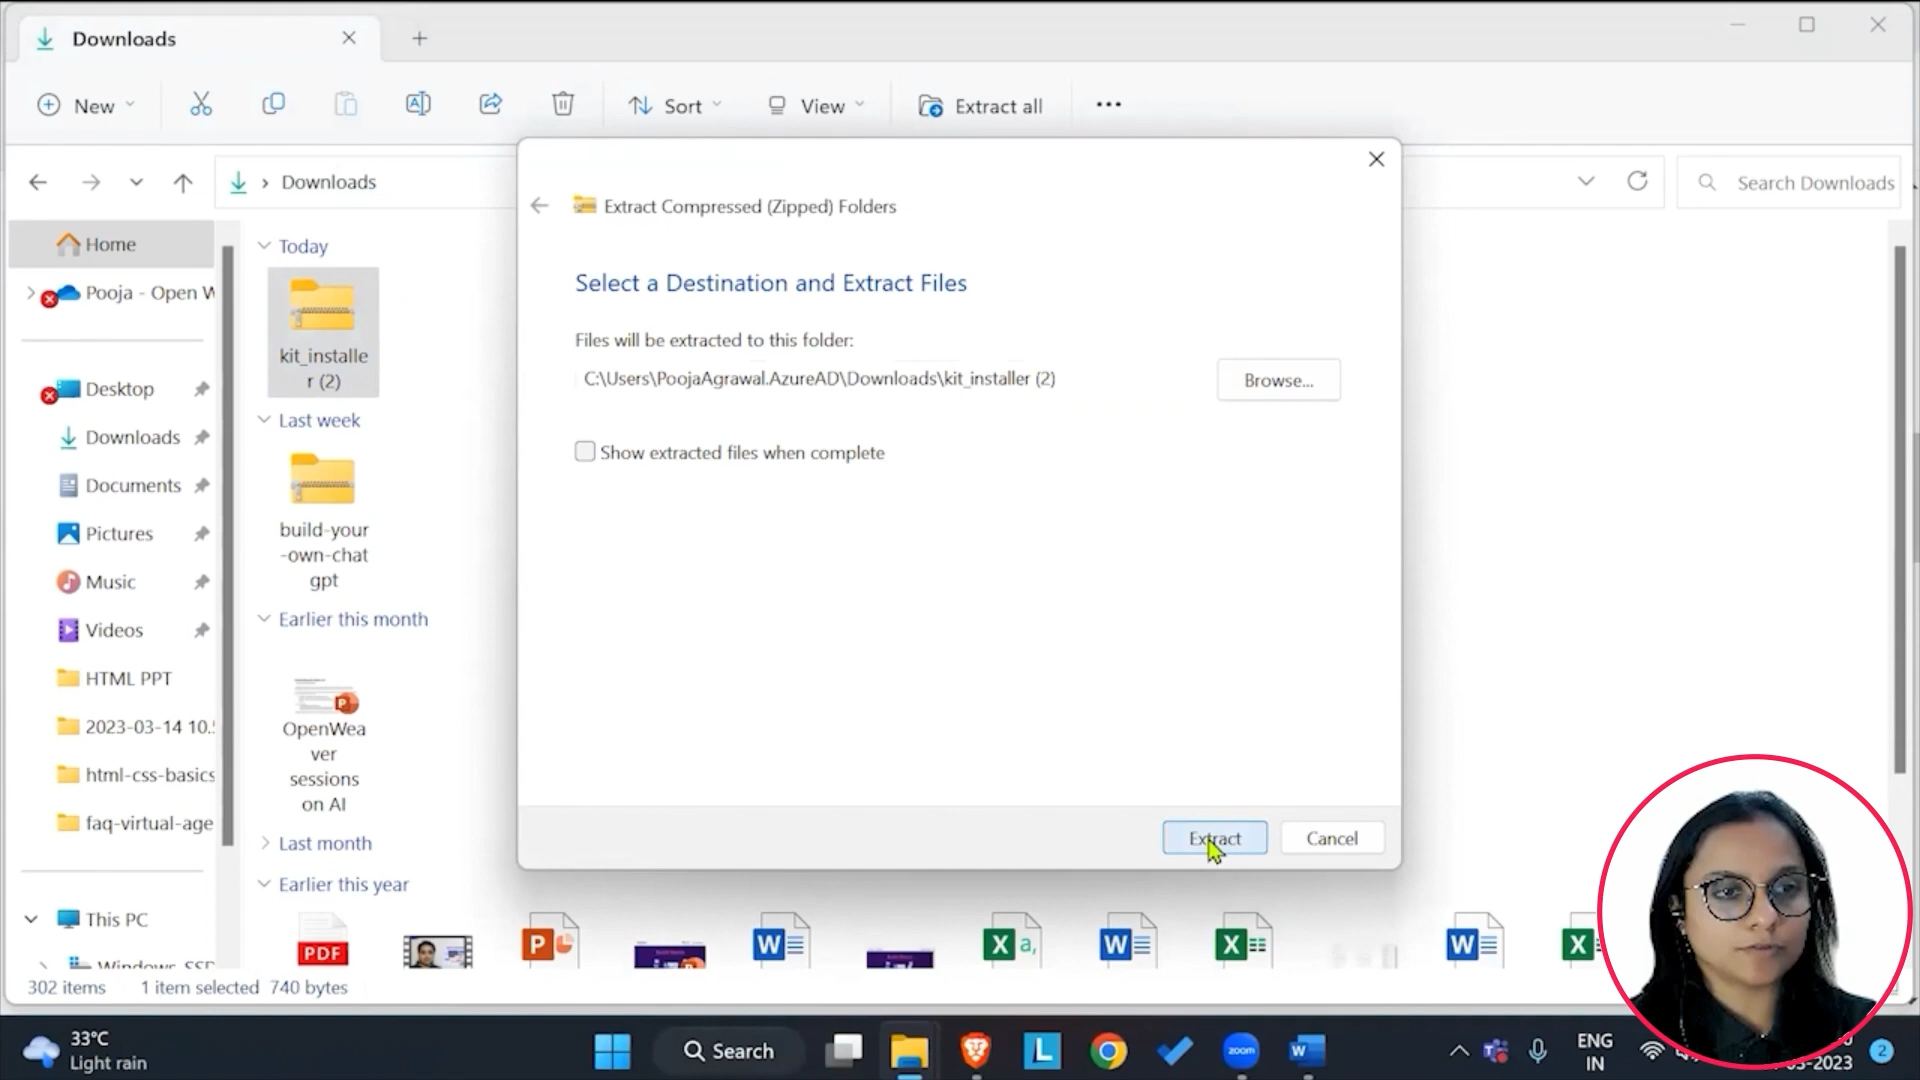 Downloads
New
Sort
View
Extract all
Downloads
Search Downloads
Extract Compressed (Zipped) Folders
Select a Destination and Extract Files
Files will be extracted to this folder:
C:\Users\PoojaAgrawal.AzureAD\Downloads\kit_installer (2)
Browse...
Show extracted files when complete
Extract
Cancel
Home
Pooja - Open W
Desktop
Downloads
Documents
Pictures
Music
Videos
HTML PPT
2023-03-14 10.5
html-css-basics
faq-virtual-age
This PC
Windows-SSD
Today
kit_installe
r (2)
Last week
build-your
-own-chat
gpt
Earlier this month
OpenWea
ver
sessions
on AI
Last month
Earlier this year
PDF
302 items
1 item selected
740 bytes
33°C
Light rain
Search
zoom
ENG
IN
2